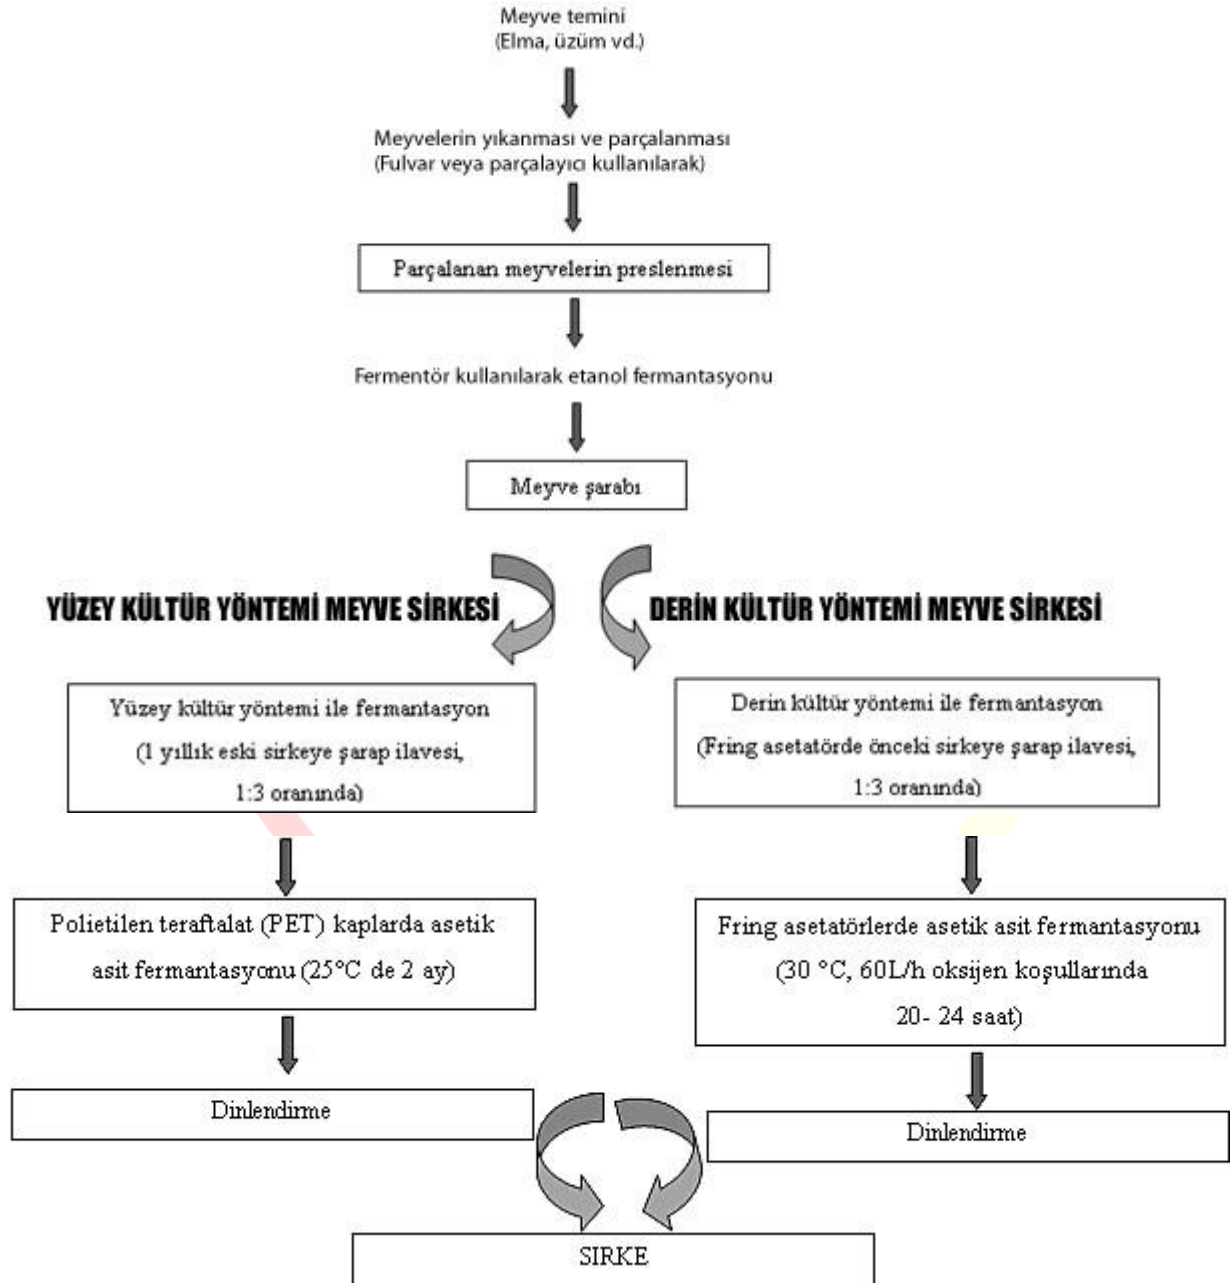 Meyve temini
(Elma, üzüm vd.)
Meyvelerin yıkanması ve parçalanması
(Fulvar veya parçalayıcı kullanılarak)
Parçalanan meyvelerin preslenmesi
Fermentör kullanılarak etanol fermantasyonu
Meyve şarabı
YÜZEY KÜLTÜR YÖNTEMİ MEYVE SİRKESİ
Yüzey kültür yöntemi ile fermantasyon
(1 yıllık eski sirkeye şarap ilavesi,
1:3 oranında)
Polietilen teraftalat (PET) kaplarda asetik
asit fermantasyonu (25°C de 2 ay)
Dinlendirme
DERİN KÜLTÜR YÖNTEMİ MEYVE SİRKESİ
Derin kültür yöntemi ile fermantasyon
(Fring asetatörde önceki sirkeye şarap ilavesi,
1:3 oranında)
Fring asetatörlerde asetik asit fermantasyonu
(30 °C, 60L/h oksijen koşullarında
20- 24 saat)
Dinlendirme
SIRKE